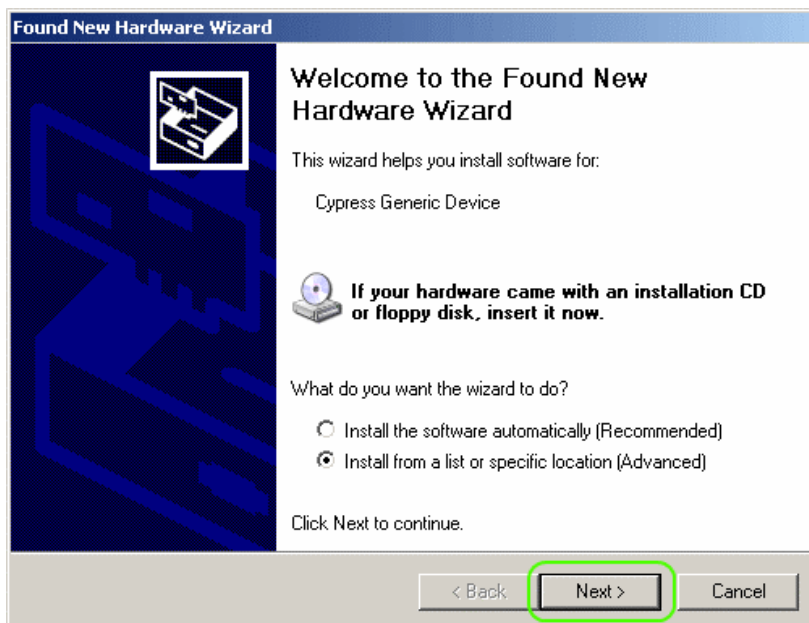 Found New Hardware Wizard
Welcome to the Found New
Hardware Wizard
This wizard helps you install software for:
Cypress Generic Device
If your hardware came with an installation CD
or floppy disk, insert it now.
What do you want the wizard to do?
Install the software automatically (Recommended)
Install from a list or specific location (Advanced)
Click Next to continue.
< Back
Next >
Cancel